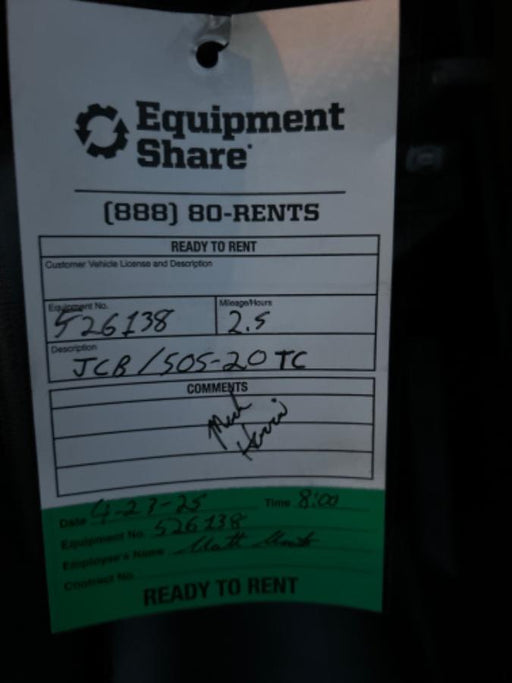 Equipment
Share
(888) 80-RENTS
READY TO RENT
Customer Vehicle License and Description
Equipment No. Mileage/Hours
526138 2.5
Description
JCB/505-20 TC
COMMENTS
Date 4-23-25 Time 8:00
Equipment No. 526138
Employee's Name Matt
Contract No.
READY TO RENT